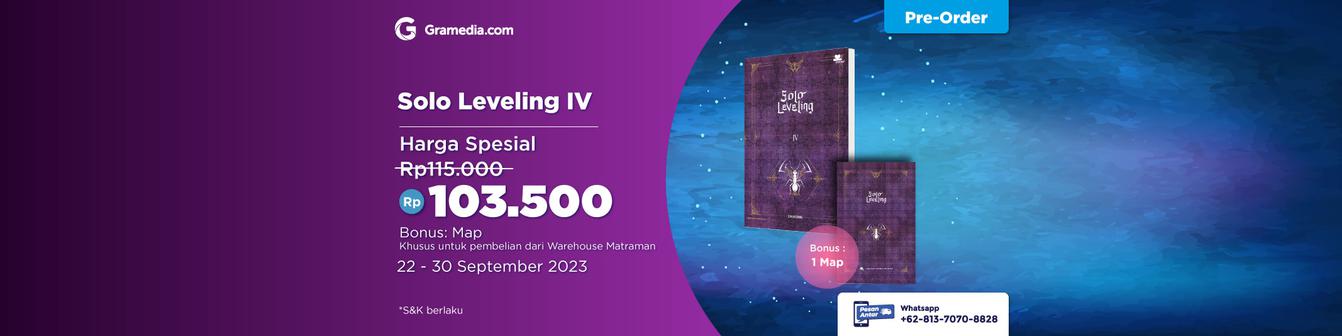 Gramedia.com
Pre-Order
Solo Leveling IV
Harga Spesial
Rp115.000
Rp 103.500
Bonus: Map
Khusus untuk pembelian dari Warehouse Matraman
22 - 30 September 2023
*S&K berlaku
Solo
Leveling
IV
Solo
Leveling
Bonus :
1 Map
Pesan
Antar
Whatsapp
+62-813-7070-8828